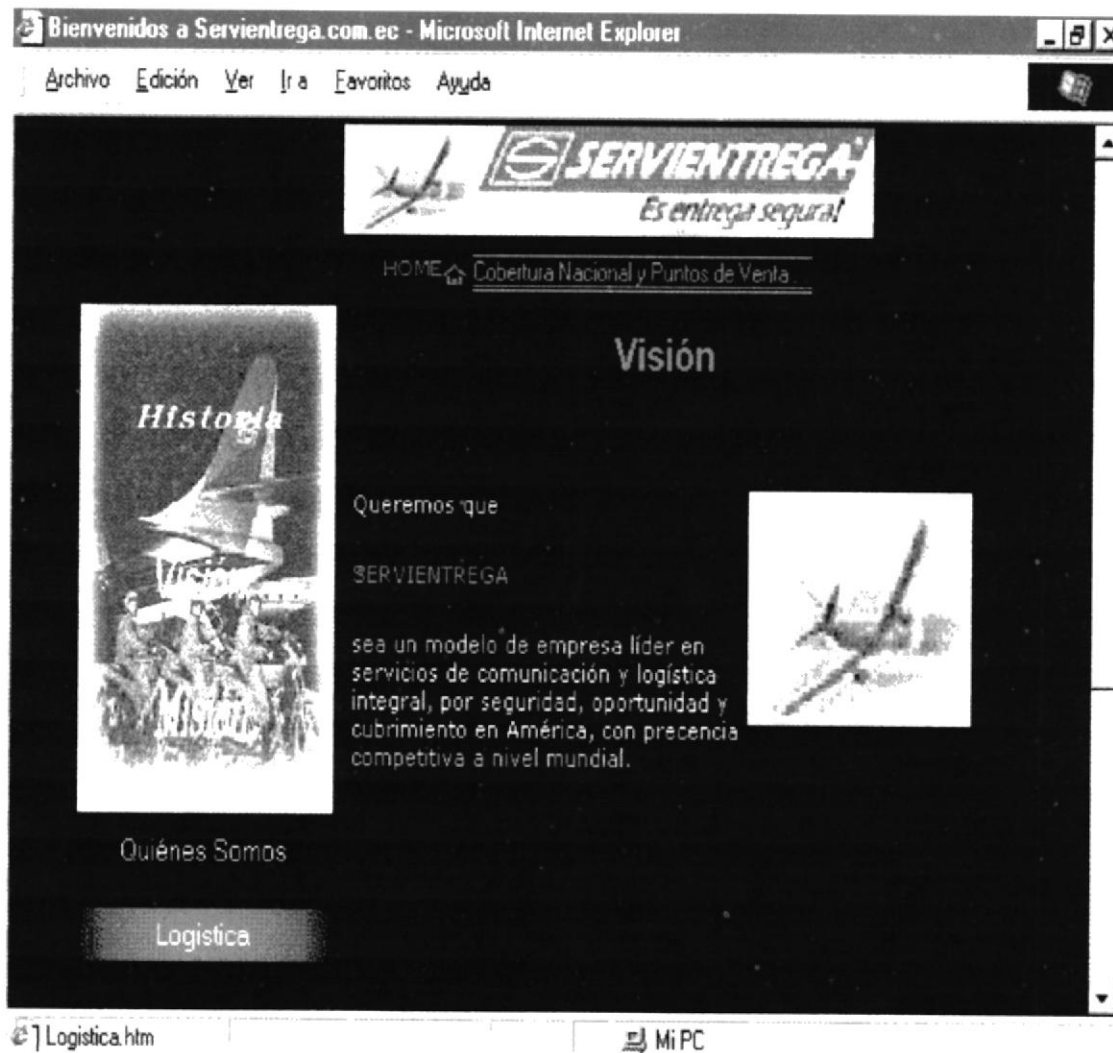 Bienvenidos a Servientrega.com.ec - Microsoft Internet Explorer
Archivo Edición Ver Ir a Favoritos Ayuda
SERVIENTREGA
Es entrega segura!
HOME Cobertura Nacional y Puntos de Venta
Visión
Historia
Visión
Misión
Queremos que
SERVIENTREGA
sea un modelo de empresa líder en
servicios de comunicación y logística
integral, por seguridad, oportunidad y
cubrimiento en América, con precencia
competitiva a nivel mundial.
Quiénes Somos
Logistica
Logistica.htm
Mi PC